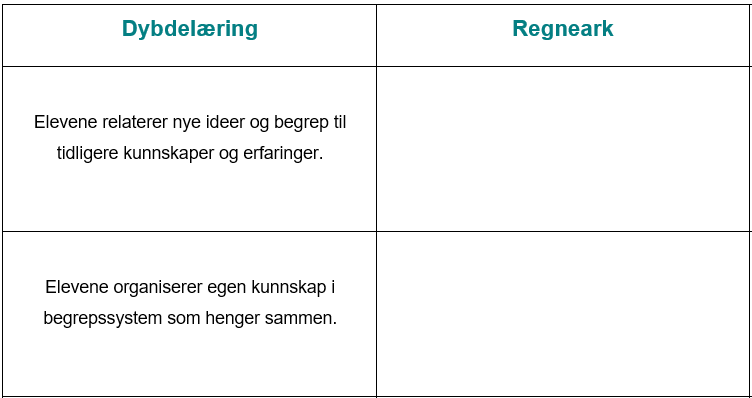 Dybdelæring
Regneark
Elevene relaterer nye ideer og begrep til
tidligere kunnskaper og erfaringer.
Elevene organiserer egen kunnskap i
begrepssystem som henger sammen.